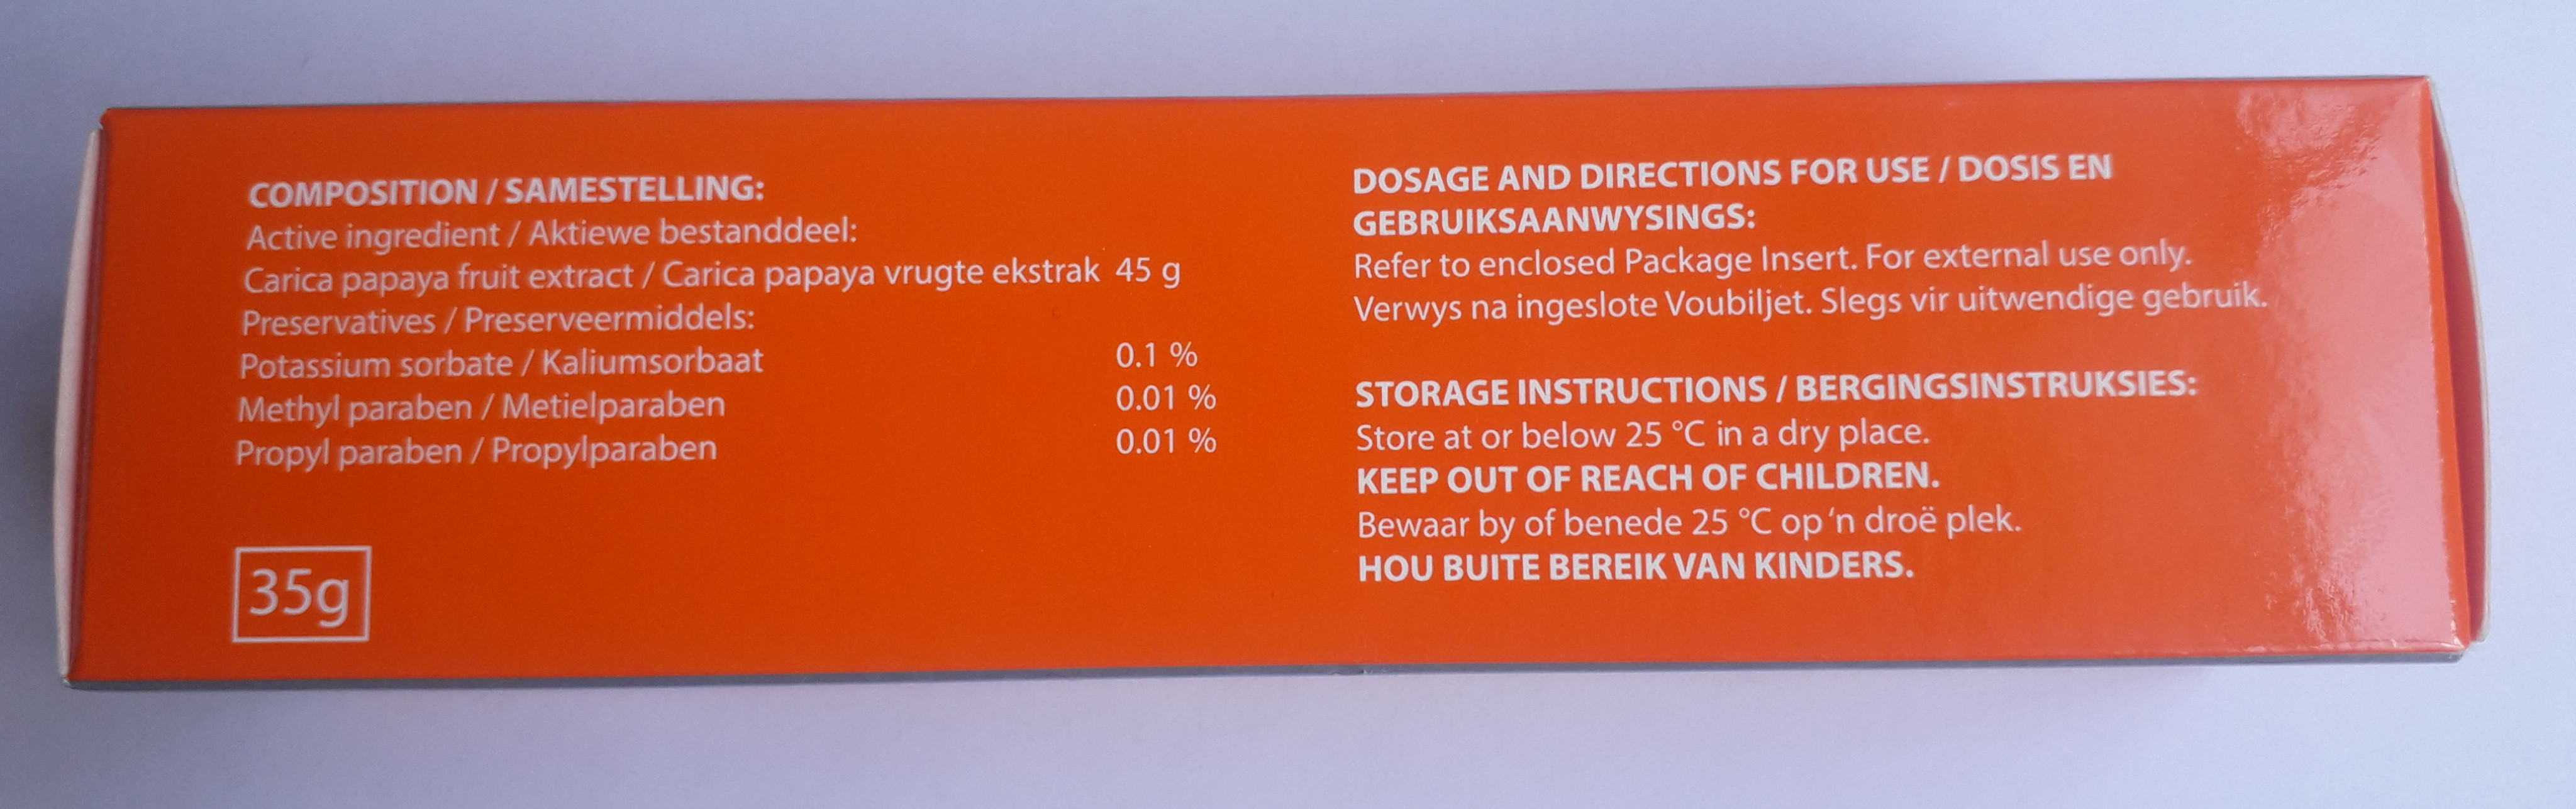 COMPOSITION / SAMESTELLING:
Active ingredient / Aktiewe bestanddeel:
Carica papaya fruit extract / Carica papaya vrugte ekstrak 45 g
Preservatives / Preserveermiddels:
Potassium sorbate / Kaliumsorbaat 0.1 %
Methyl paraben / Metielparaben 0.01 %
Propyl paraben / Propylparaben 0.01 %
35g
DOSAGE AND DIRECTIONS FOR USE / DOSIS EN
GEBRUIKSAANWYSINGS:
Refer to enclosed Package Insert. For external use only.
Verwys na ingeslote Voubiljet. Slegs vir uitwendige gebruik.
STORAGE INSTRUCTIONS / BERGINGSINSTRUKSIES:
Store at or below 25 °C in a dry place.
KEEP OUT OF REACH OF CHILDREN.
Bewaar by of benede 25 °C op 'n droë plek.
HOU BUITE BEREIK VAN KINDERS.